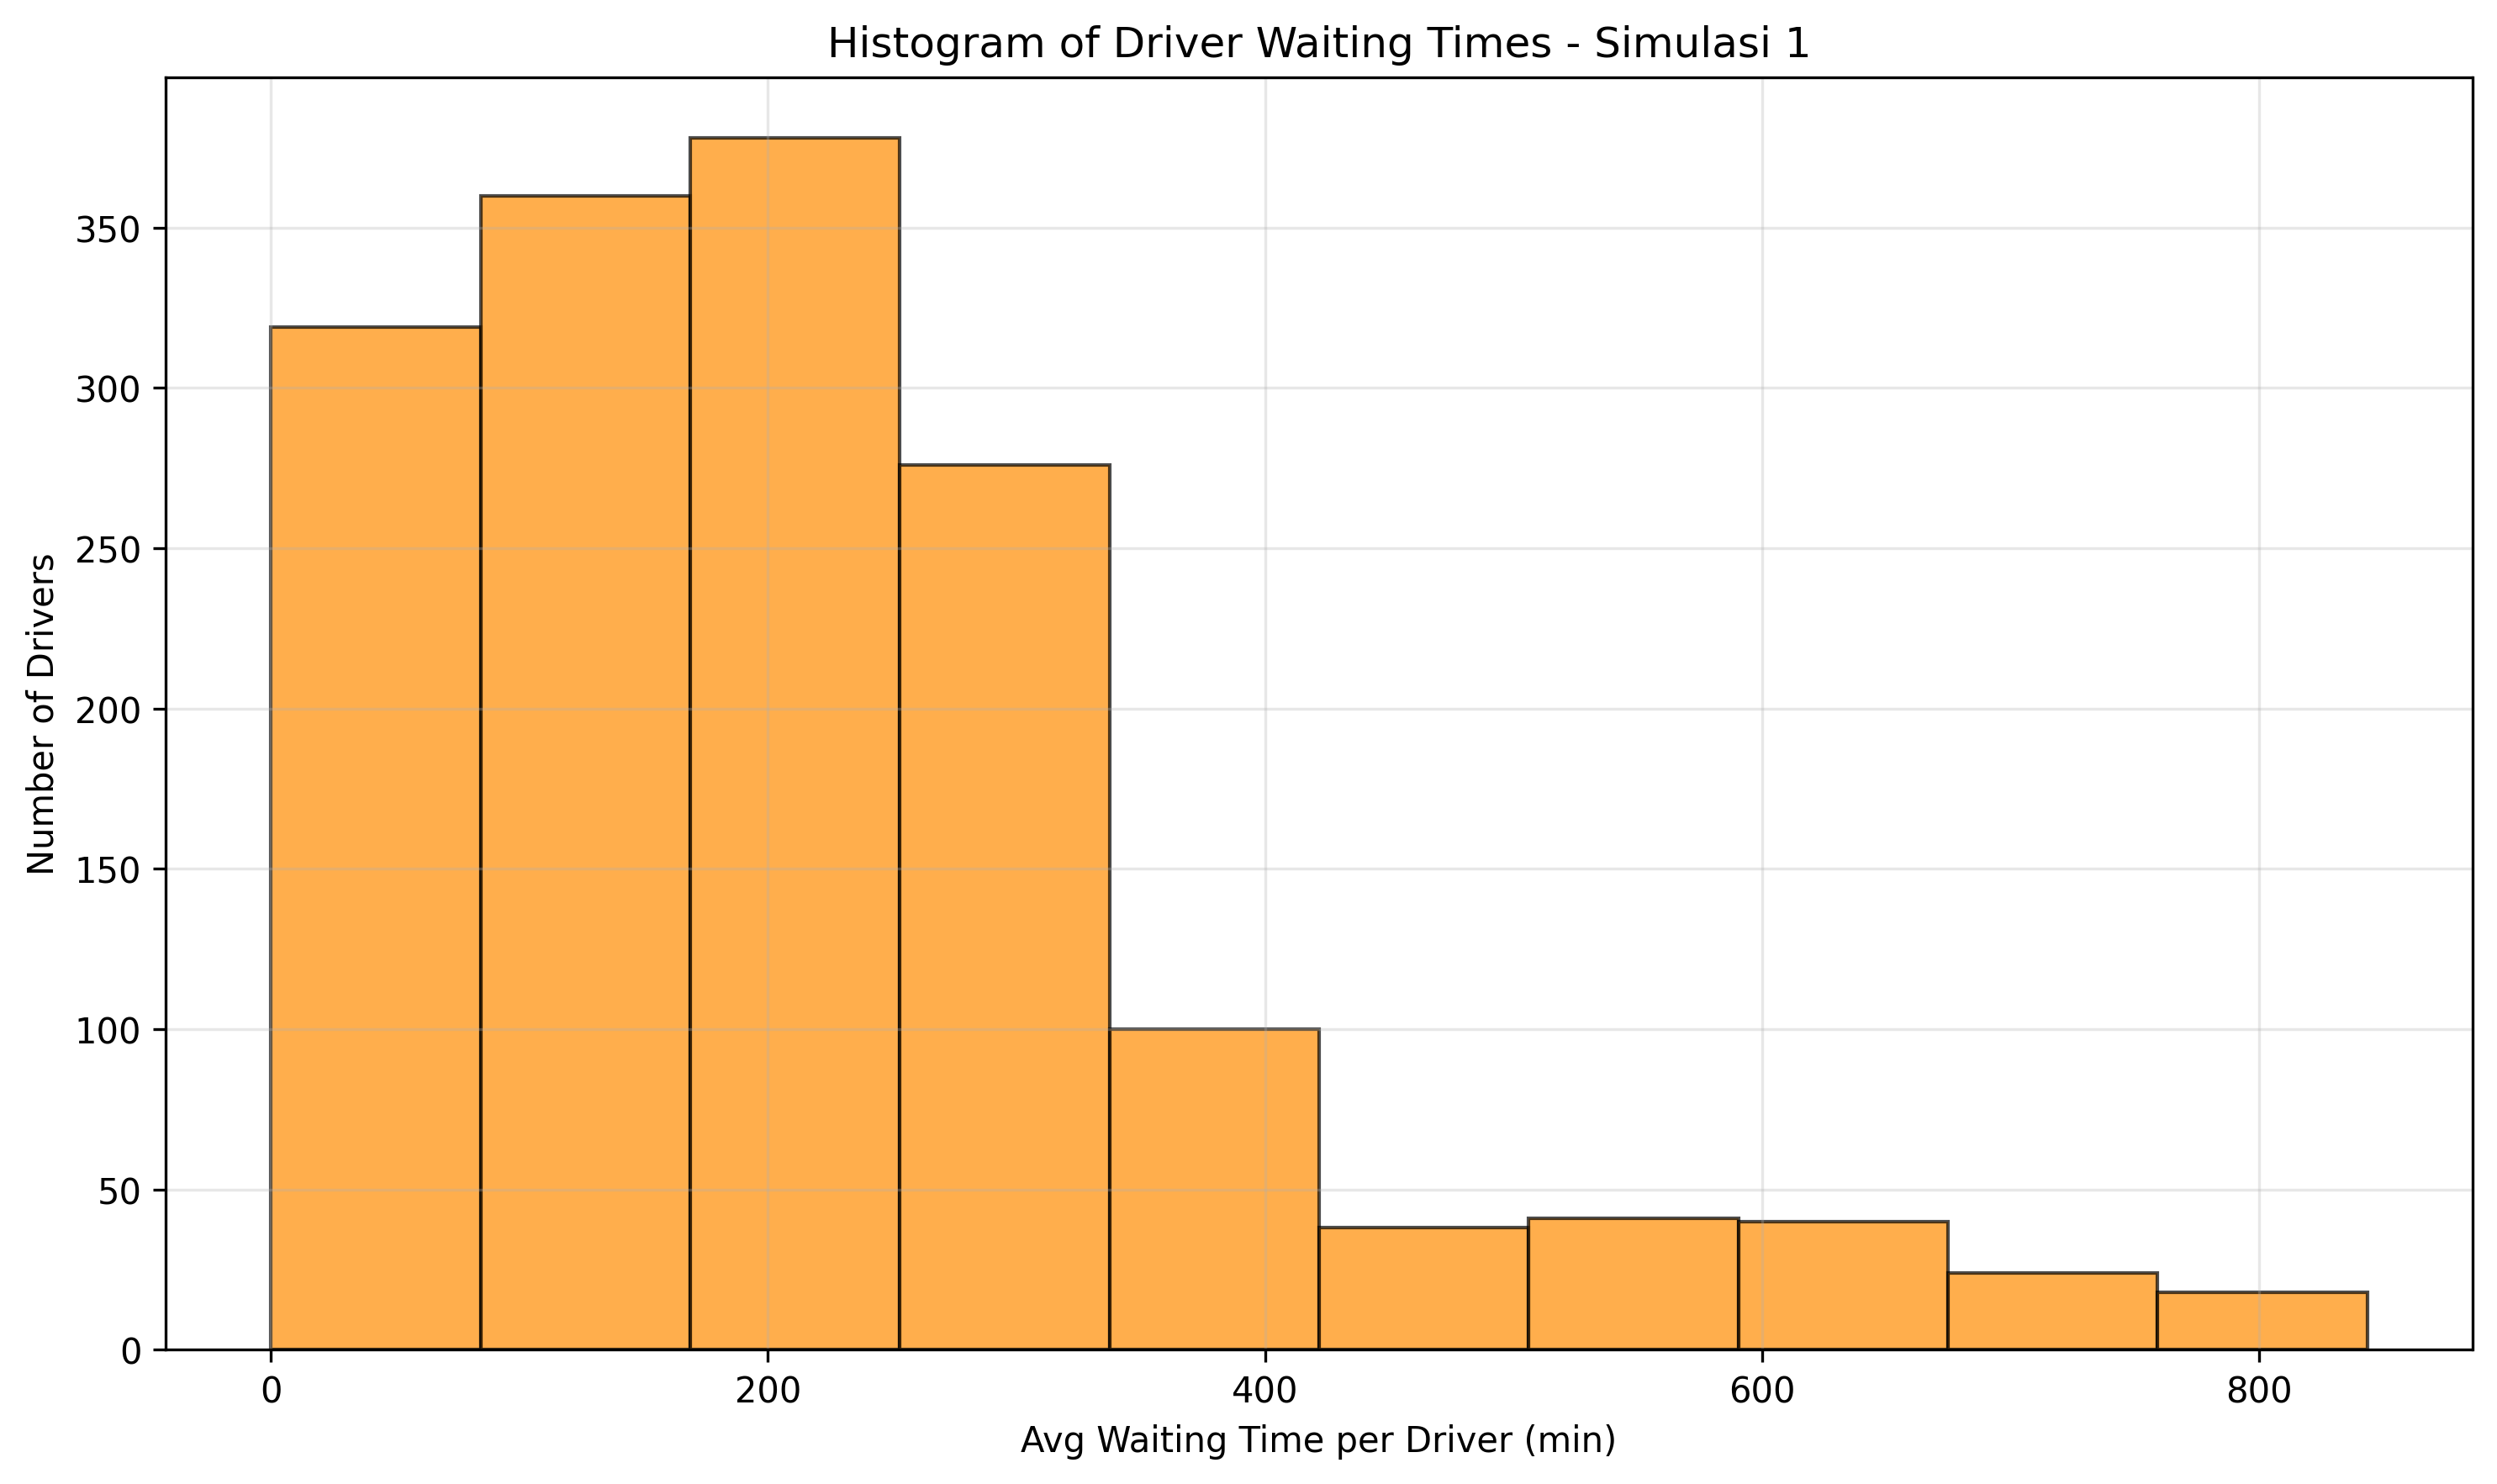 Histogram of Driver Waiting Times - Simulasi 1
Number of Drivers
350
300
250
200
150
100
50
0
0 200 400 600 800
Avg Waiting Time per Driver (min)